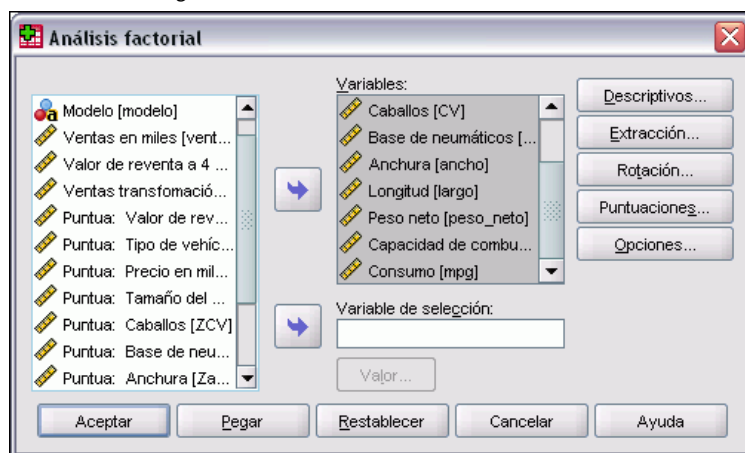 Análisis factorial
Modelo [modelo]
Ventas en miles [vent...
Valor de reventa a 4 ...
Ventas transfomació...
Puntua: Valor de rev...
Puntua: Tipo de vehíc...
Puntua: Precio en mil...
Puntua: Tamaño del ...
Puntua: Caballos [ZCV]
Puntua: Base de neu...
Puntua: Anchura [Za...
Variables:
Caballos [CV]
Base de neumáticos [...
Anchura [ancho]
Longitud [largo]
Peso neto [peso_neto]
Capacidad de combu...
Consumo [mpg]
Variable de selección:
Valor...
Descriptivos...
Extracción...
Rotación...
Puntuaciones...
Opciones...
Aceptar
Pegar
Restablecer
Cancelar
Ayuda